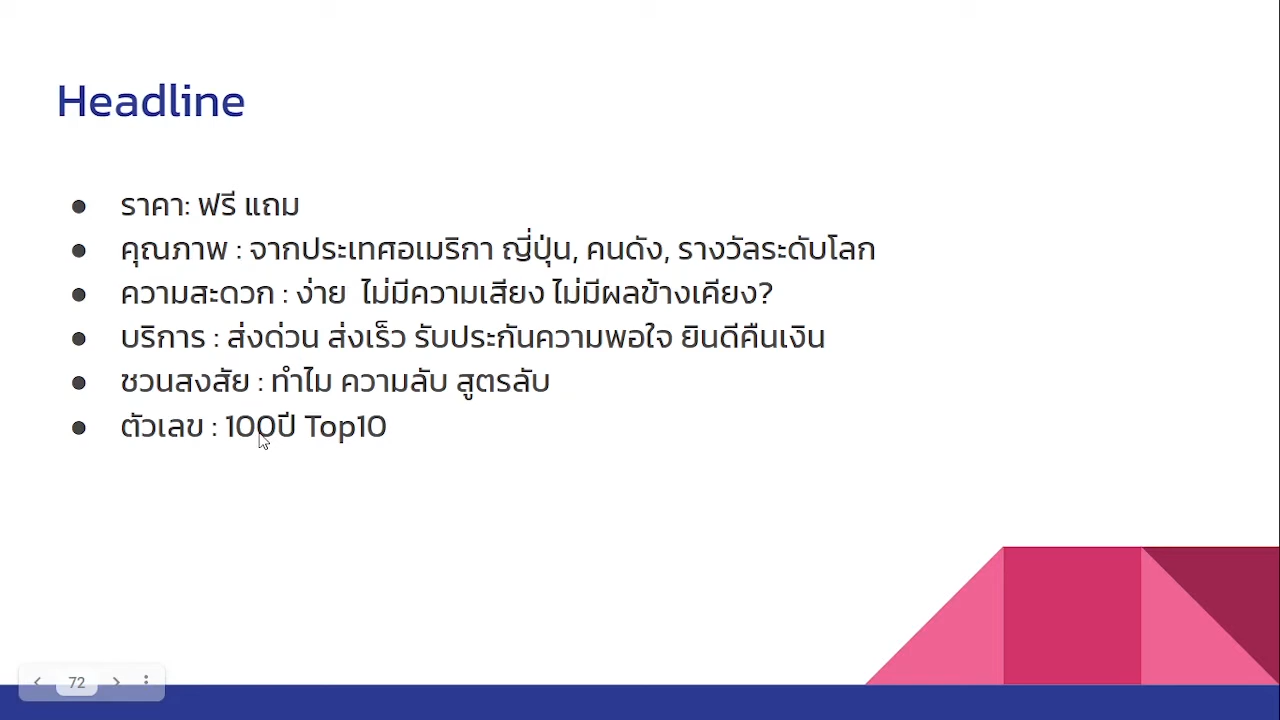 Headline
● ราคา: ฟรี แถม
● คุณภาพ : จากประเทศอเมริกา ญี่ปุ่น, คนดัง, รางวัลระดับโลก
● ความสะดวก : ง่าย  ไม่มีความเสียง ไม่มีผลข้างเคียง?
● บริการ : ส่งด่วน ส่งเร็ว รับประกันความพอใจ ยินดีคืนเงิน
● ชวนสงสัย : ทำไม ความลับ สูตรลับ
● ตัวเลข : 100ปี Top10
72